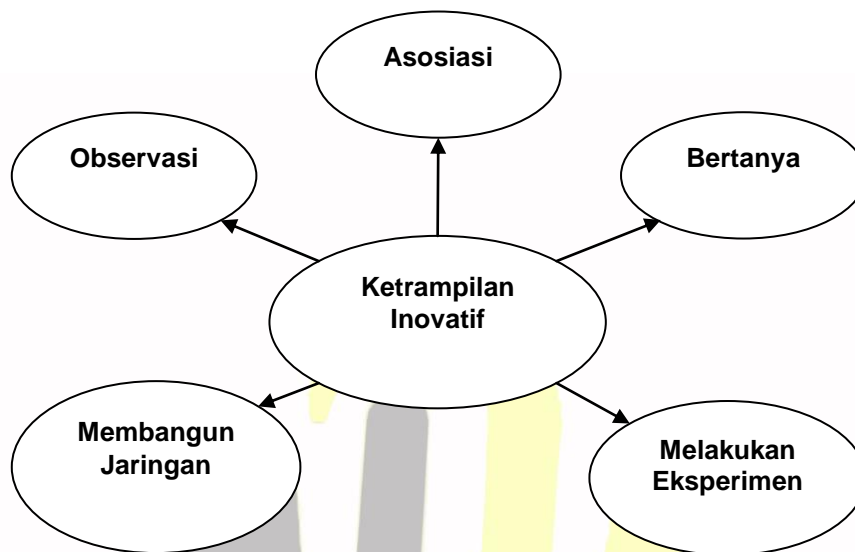 Asosiasi
Observasi
Bertanya
Ketrampilan
Inovatif
Membangun
Jaringan
Melakukan
Eksperimen